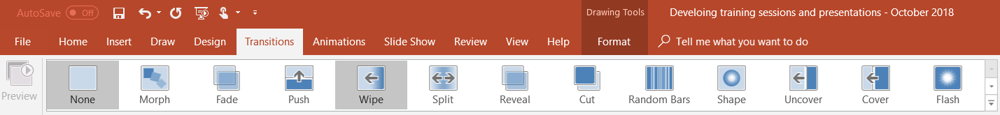 AutoSave Off Drawing Tools Develoing training sessions and presentations - October 2018
File Home Insert Draw Design Transitions Animations Slide Show Review View Help Format Tell me what you want to do
Preview None Morph Fade Push Wipe Split Reveal Cut Random Bars Shape Uncover Cover Flash